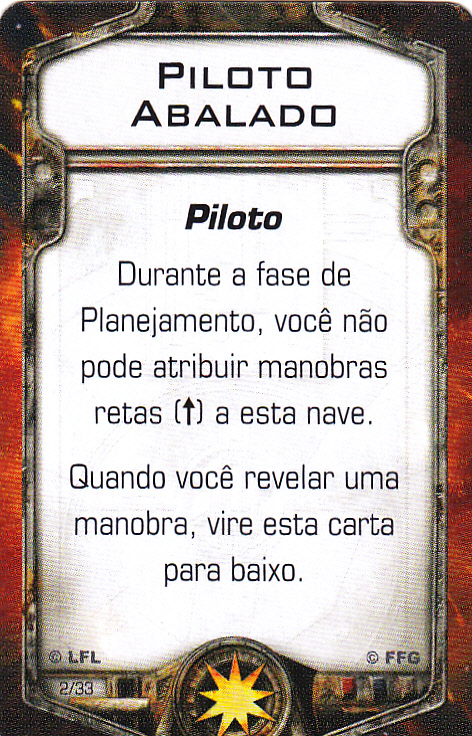 PILOTO
ABALADO
Piloto
Durante a fase de
Planejamento, você não
pode atribuir manobras
retas (↑) a esta nave.
Quando você revelar uma
manobra, vire esta carta
para baixo.
© LFL © FFG
2/33